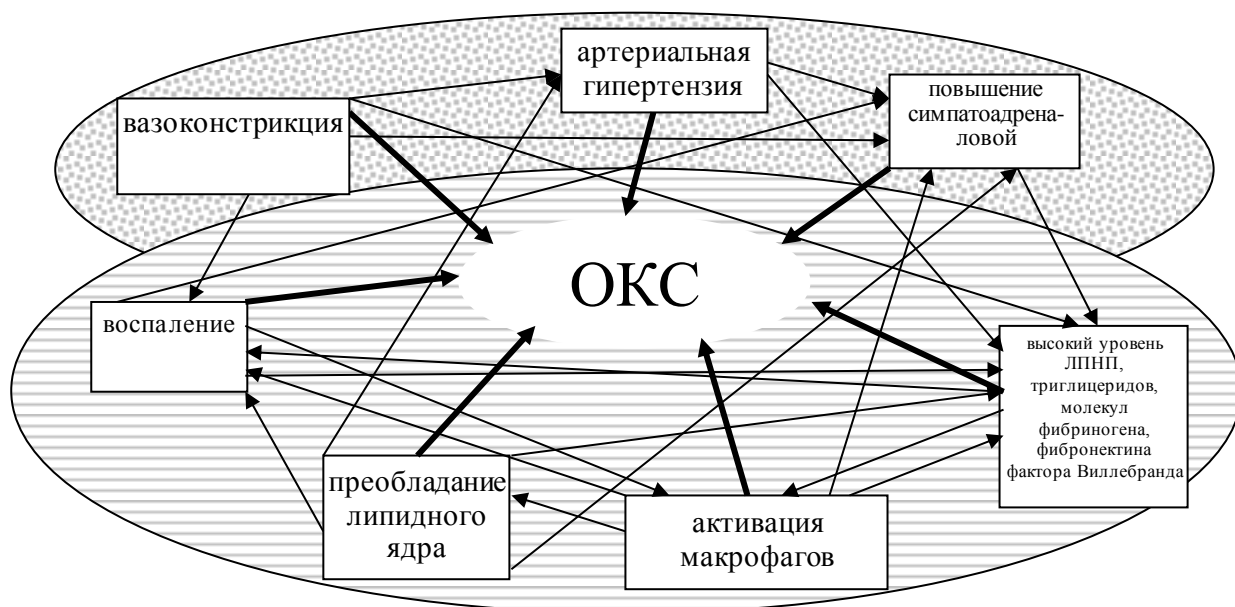 артериальная
гипертензия
повышение
симпатоадрена-
ловой
вазоконстрикция
ОКС
воспаление
высокий уровень
ЛПНП,
триглицеридов,
молекул
фибриногена,
фибронектина
фактора Виллебранда
преобладание
липидного
ядра
активация
макрофагов